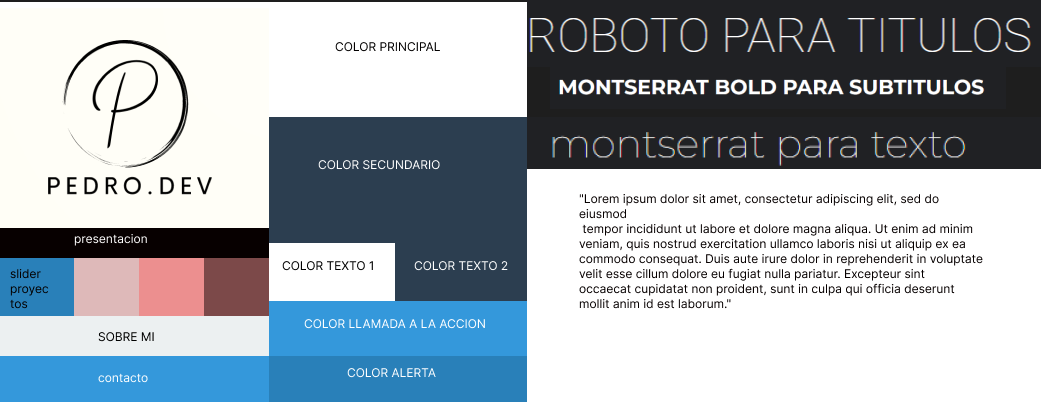 P
PEDRO.DEV
presentacion
slider
proyec
tos
SOBRE MI
contacto
COLOR PRINCIPAL
COLOR SECUNDARIO
COLOR TEXTO 1
COLOR TEXTO 2
COLOR LLAMADA A LA ACCION
COLOR ALERTA
ROBOTO PARA TITULOS
MONTSERRAT BOLD PARA SUBTITULOS
montserrat para texto
"Lorem ipsum dolor sit amet, consectetur adipiscing elit, sed do
eiusmod
tempor incididunt ut labore et dolore magna aliqua. Ut enim ad minim
veniam, quis nostrud exercitation ullamco laboris nisi ut aliquip ex ea
commodo consequat. Duis aute irure dolor in reprehenderit in voluptate
velit esse cillum dolore eu fugiat nulla pariatur. Excepteur sint
occaecat cupidatat non proident, sunt in culpa qui officia deserunt
mollit anim id est laborum."